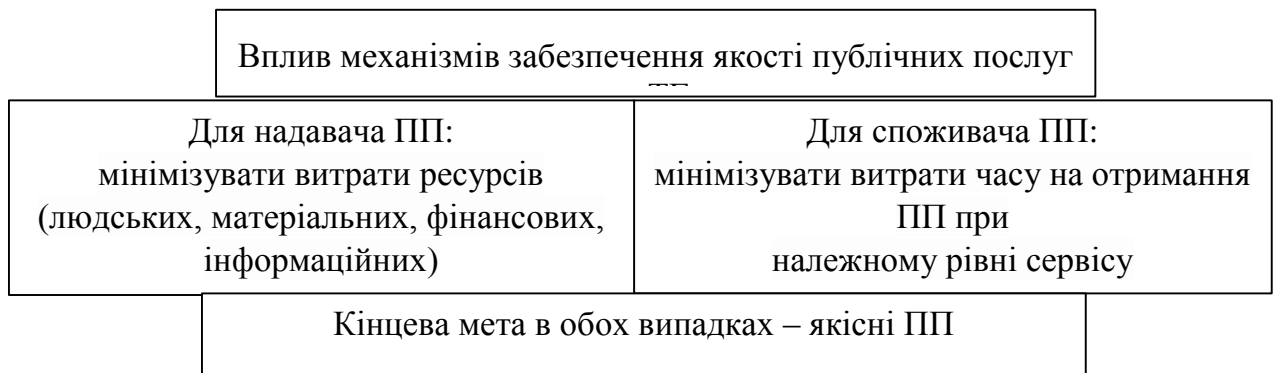 Вплив механізмів забезпечення якості публічних послуг
Для надавача ПП:
мінімізувати витрати ресурсів
(людських, матеріальних, фінансових,
інформаційних)
Для споживача ПП:
мінімізувати витрати часу на отримання
ПП при
належному рівні сервісу
Кінцева мета в обох випадках – якісні ПП